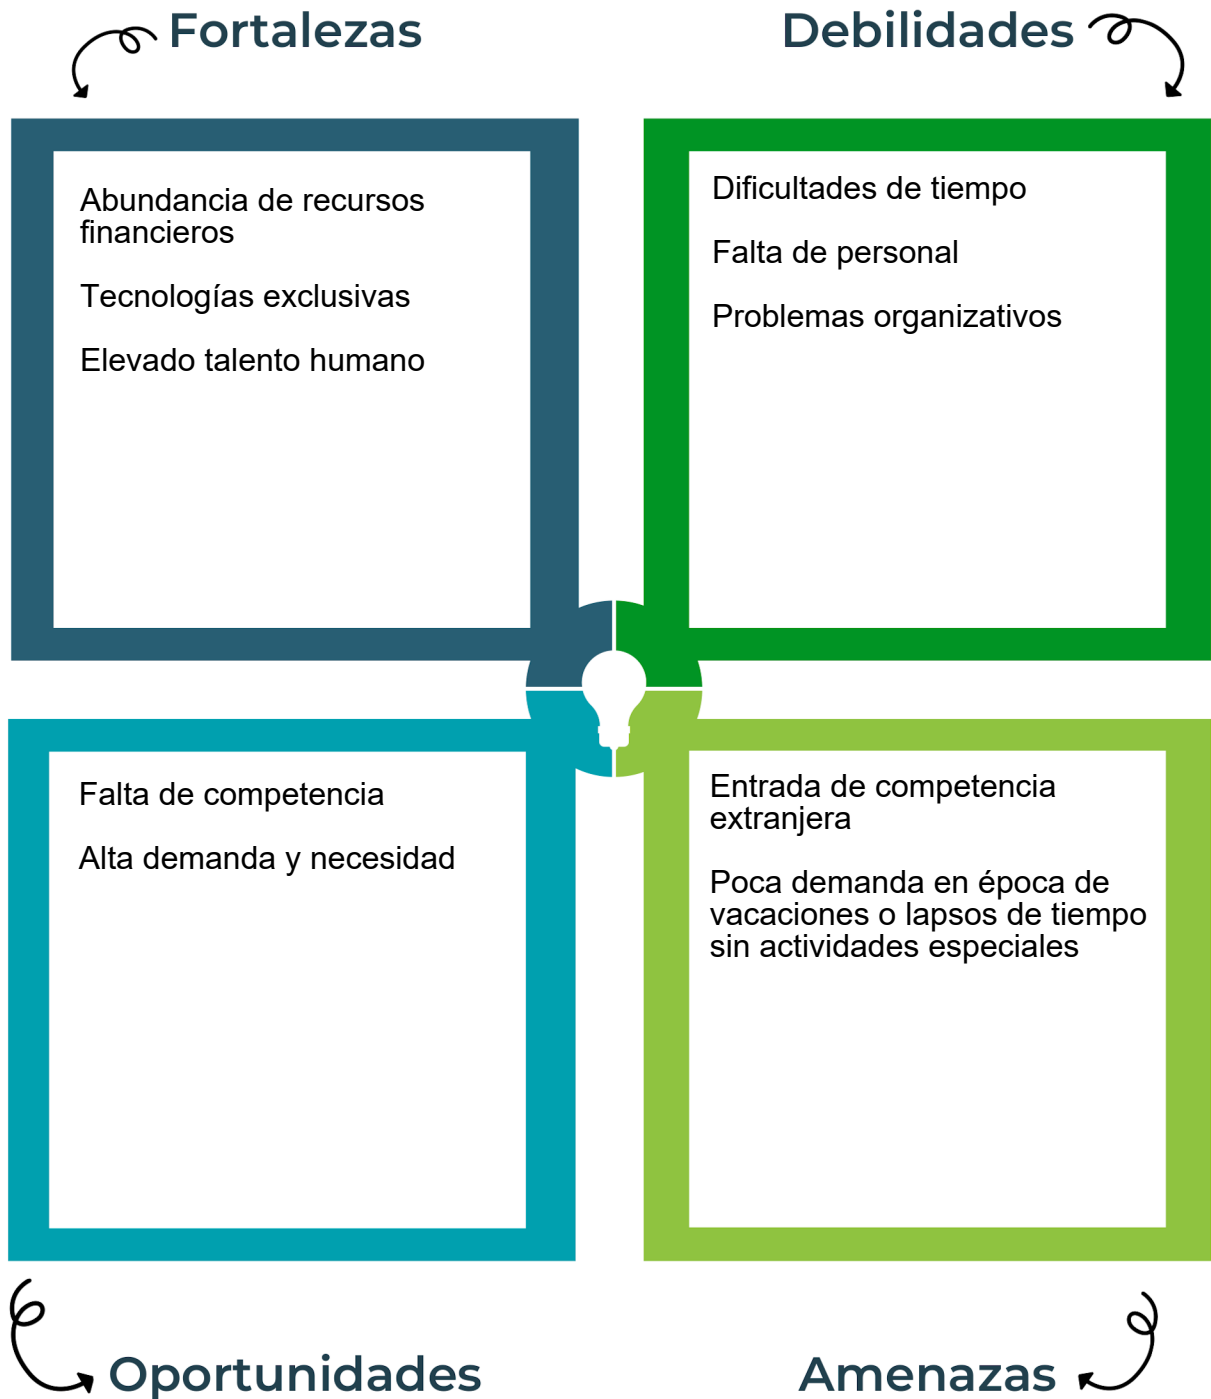 Fortalezas
Abundancia de recursos
financieros
Tecnologías exclusivas
Elevado talento humano
Debilidades
Dificultades de tiempo
Falta de personal
Problemas organizativos
Falta de competencia
Alta demanda y necesidad
Oportunidades
Entrada de competencia
extranjera
Poca demanda en época de
vacaciones o lapsos de tiempo
sin actividades especiales
Amenazas